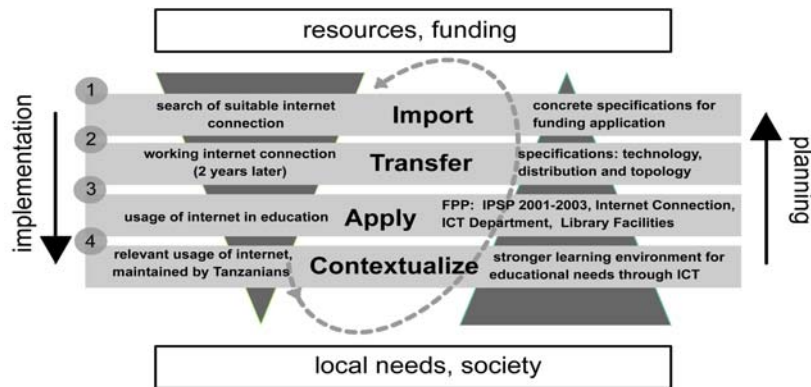 resources, funding
implementation
planning
1
search of suitable internet
connection
Import
concrete specifications for
funding application
2
working internet connection
(2 years later)
Transfer
specifications: technology,
distribution and topology
3
usage of internet in education
Apply
FPP: IPSP 2001-2003, Internet Connection,
ICT Department, Library Facilities
4
relevant usage of internet,
maintained by Tanzanians
Contextualize
stronger learning environment for
educational needs through ICT
local needs, society